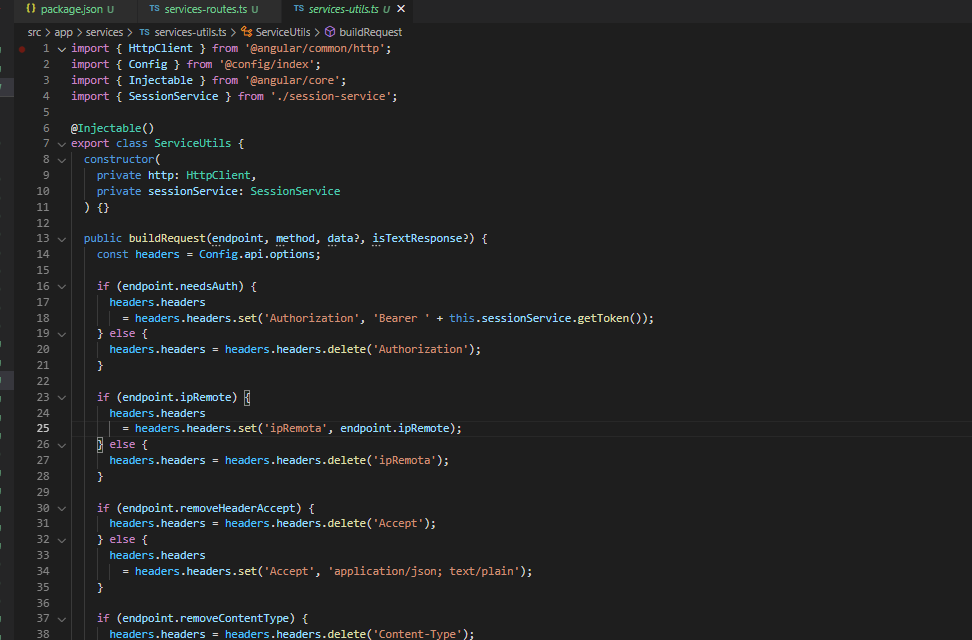 {} package.json U TS services-routes.ts U TS services-utils.ts U ×
src > app > services > TS services-utils.ts > ServiceUtils > buildRequest
1 import { HttpClient } from '@angular/common/http';
2 import { Config } from '@config/index';
3 import { Injectable } from '@angular/core';
4 import { SessionService } from './session-service';
5
6 @Injectable()
7 export class ServiceUtils {
8   constructor(
9     private http: HttpClient,
10     private sessionService: SessionService
11   ) {}
12
13   public buildRequest(endpoint, method, data?, isTextResponse?) {
14     const headers = Config.api.options;
15
16     if (endpoint.needsAuth) {
17       headers.headers
18         = headers.headers.set('Authorization', 'Bearer ' + this.sessionService.getToken());
19     } else {
20       headers.headers = headers.headers.delete('Authorization');
21     }
22
23     if (endpoint.ipRemote) {
24       headers.headers
25         = headers.headers.set('ipRemota', endpoint.ipRemote);
26     } else {
27       headers.headers = headers.headers.delete('ipRemota');
28     }
29
30     if (endpoint.removeHeaderAccept) {
31       headers.headers = headers.headers.delete('Accept');
32     } else {
33       headers.headers
34         = headers.headers.set('Accept', 'application/json; text/plain');
35     }
36
37     if (endpoint.removeContentType) {
38       headers.headers = headers.headers.delete('Content-Type');